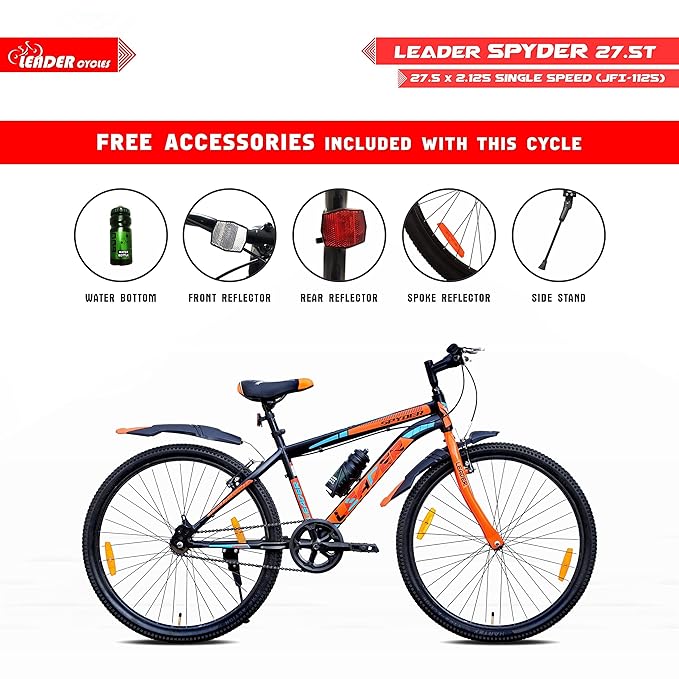 LEADER CYCLES
LEADER SPYDER 27.5T
27.5 x 2.125 SINGLE SPEED (JFI-1125)
FREE ACCESSORIES INCLUDED WITH THIS CYCLE
WATER BOTTOM
FRONT REFLECTOR
REAR REFLECTOR
SPOKE REFLECTOR
SIDE STAND
SPYDER
LEADER